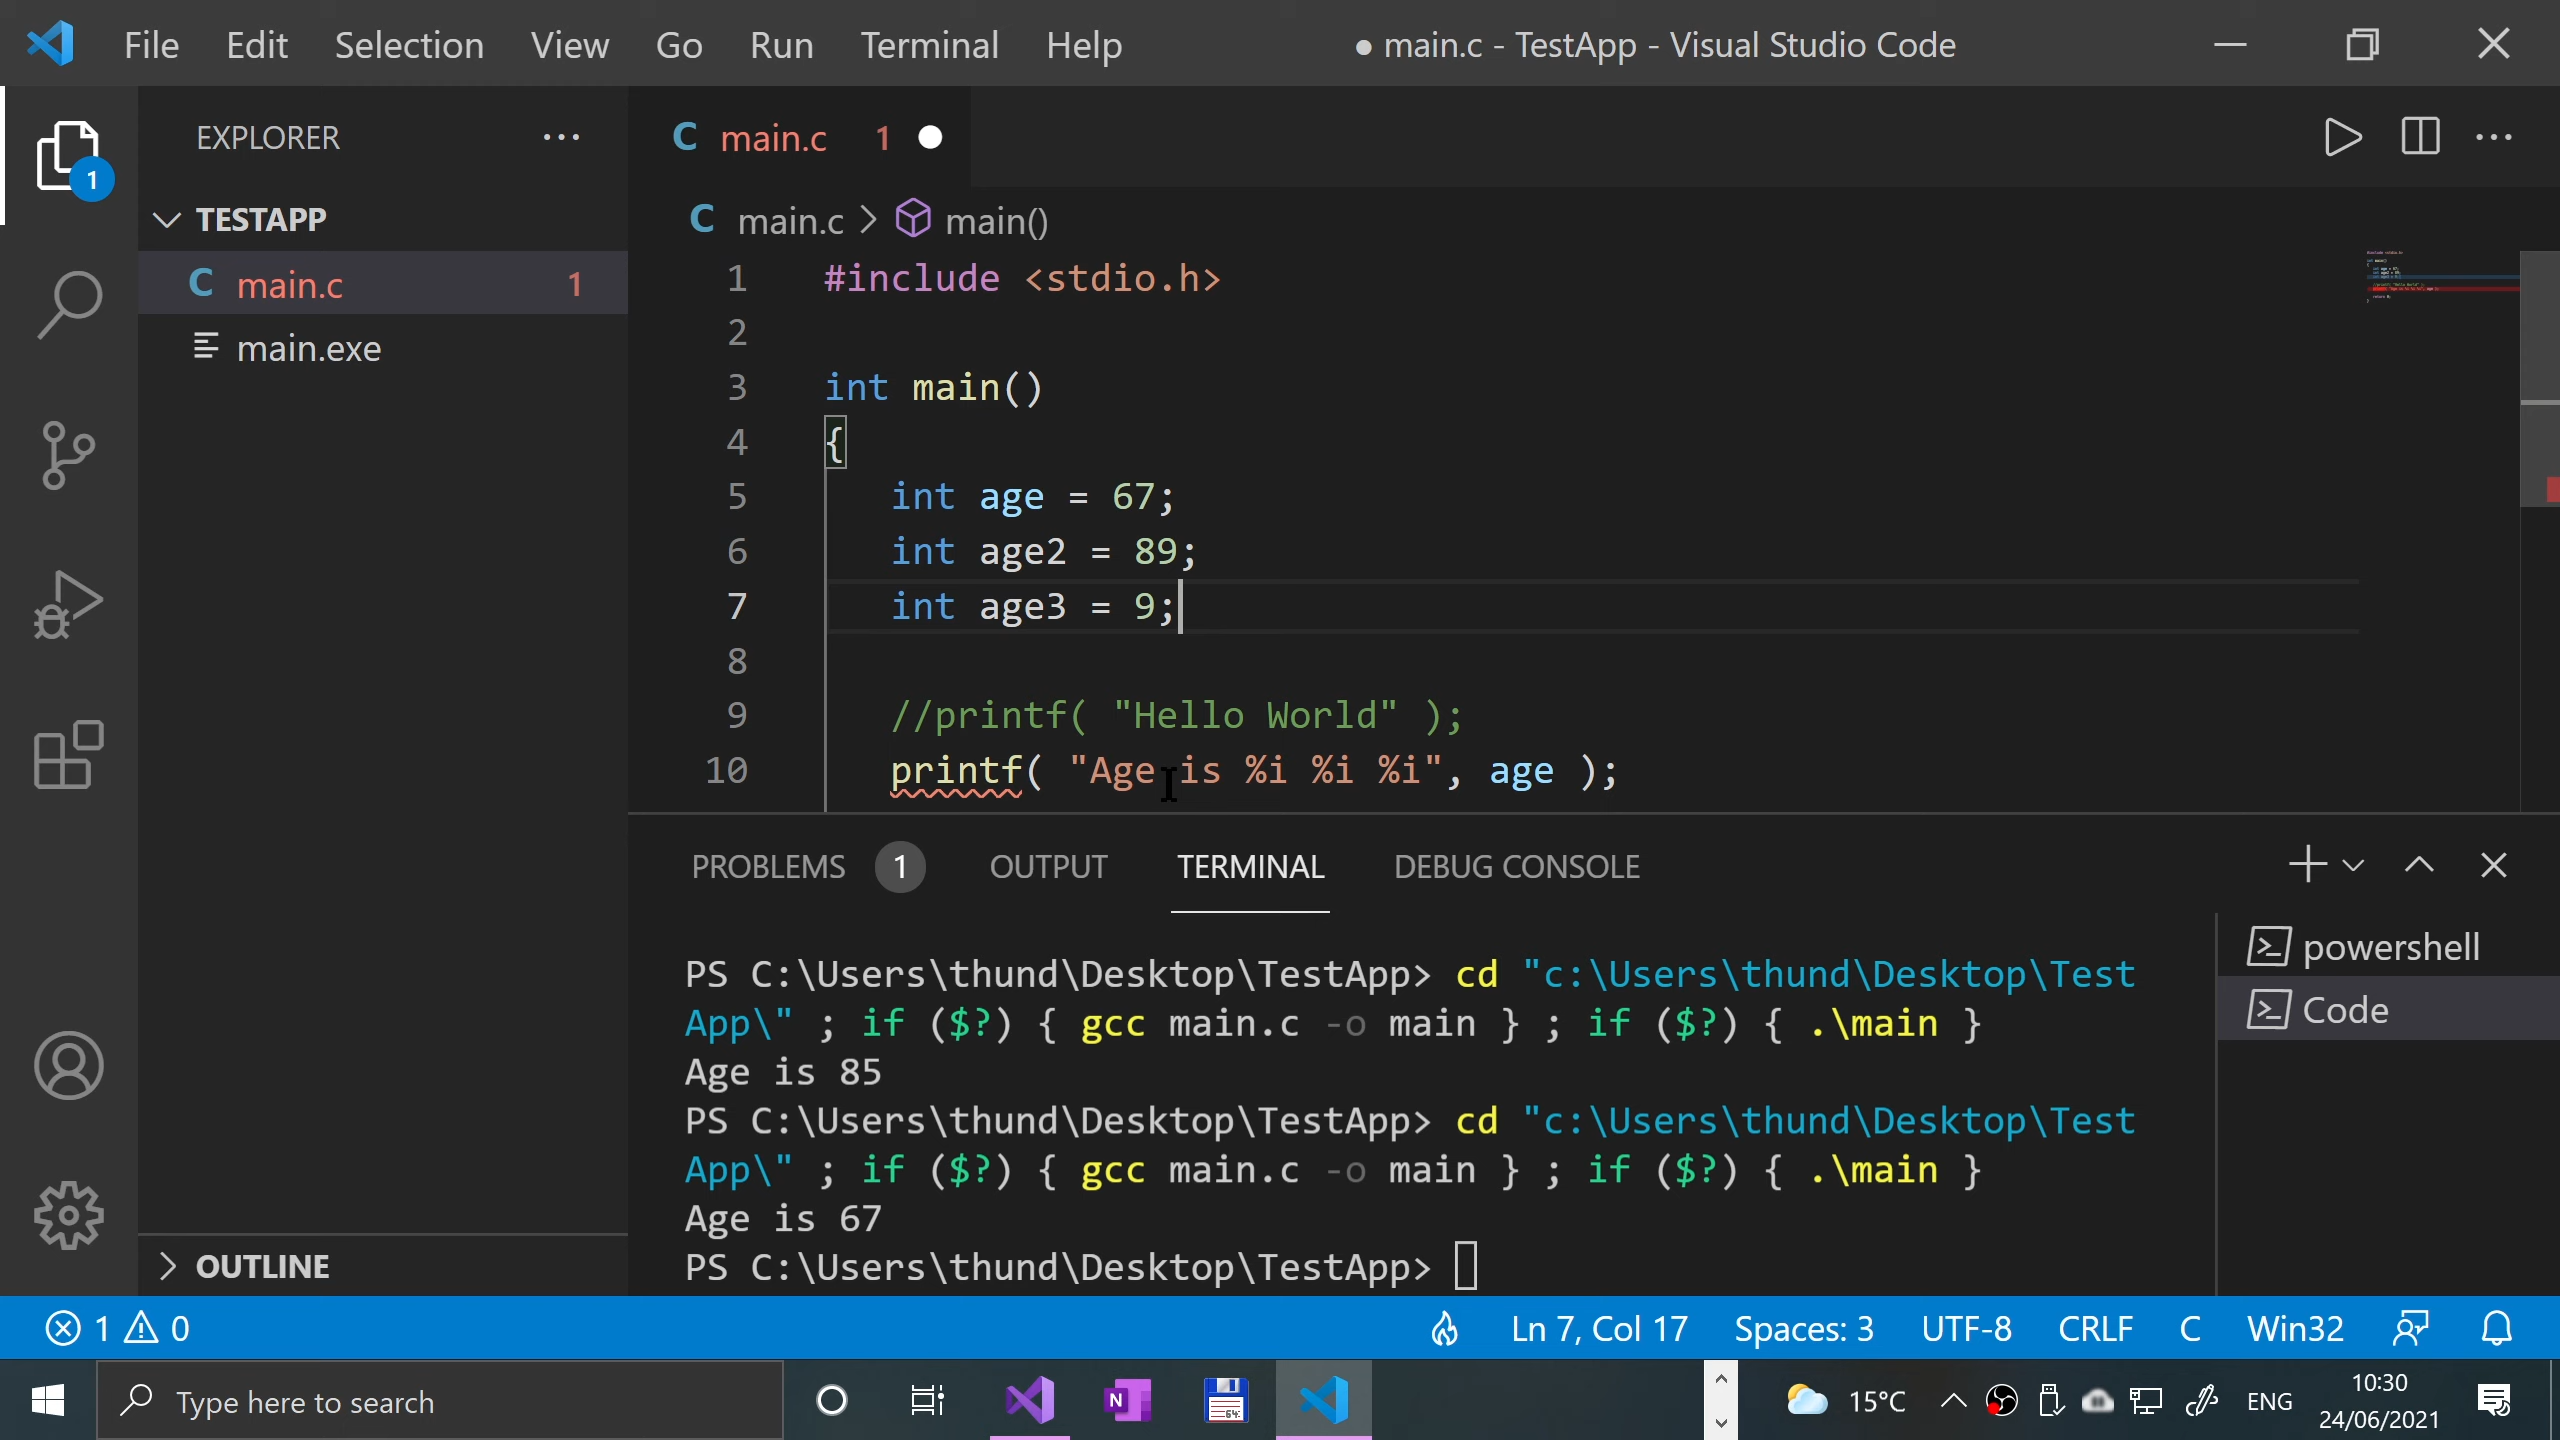 File Edit Selection View Go Run Terminal Help ● main.c - TestApp - Visual Studio Code
EXPLORER
TESTAPP
C main.c 1
main.exe
OUTLINE
1
C main.c 1
C main.c > main()
1 #include <stdio.h>
2
3 int main()
4 {
5 int age = 67;
6 int age2 = 89;
7 int age3 = 9;
8
9 //printf( "Hello World" );
10 printf( "Age is %i %i %i", age );
PROBLEMS 1 OUTPUT TERMINAL DEBUG CONSOLE
PS C:\Users\thund\Desktop\TestApp> cd "c:\Users\thund\Desktop\Test
App\" ; if ($?) { gcc main.c -o main } ; if ($?) { .\main }
Age is 85
PS C:\Users\thund\Desktop\TestApp> cd "c:\Users\thund\Desktop\Test
App\" ; if ($?) { gcc main.c -o main } ; if ($?) { .\main }
Age is 67
PS C:\Users\thund\Desktop\TestApp>
powershell
Code
1 0 Ln 7, Col 17 Spaces: 3 UTF-8 CRLF C Win32
Type here to search N 64: 15°C ENG 10:30
24/06/2021